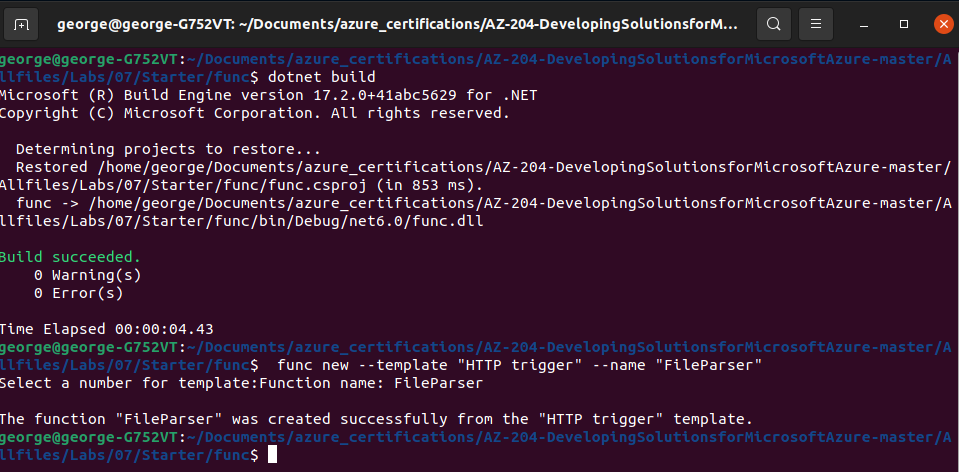 george@george-G752VT: ~/Documents/azure_certifications/AZ-204-DevelopingSolutionsforM...
george@george-G752VT:~/Documents/azure_certifications/AZ-204-DevelopingSolutionsforMicrosoftAzure-master/A
llfiles/Labs/07/Starter/func$ dotnet build
Microsoft (R) Build Engine version 17.2.0+41abc5629 for .NET
Copyright (C) Microsoft Corporation. All rights reserved.
Determining projects to restore...
Restored /home/george/Documents/azure_certifications/AZ-204-DevelopingSolutionsforMicrosoftAzure-master/
Allfiles/Labs/07/Starter/func/func.csproj (in 853 ms).
func -> /home/george/Documents/azure_certifications/AZ-204-DevelopingSolutionsforMicrosoftAzure-master/A
llfiles/Labs/07/Starter/func/bin/Debug/net6.0/func.dll
Build succeeded.
0 Warning(s)
0 Error(s)
Time Elapsed 00:00:04.43
george@george-G752VT:~/Documents/azure_certifications/AZ-204-DevelopingSolutionsforMicrosoftAzure-master/A
llfiles/Labs/07/Starter/func$  func new --template "HTTP trigger" --name "FileParser"
Select a number for template:Function name: FileParser
The function "FileParser" was created successfully from the "HTTP trigger" template.
george@george-G752VT:~/Documents/azure_certifications/AZ-204-DevelopingSolutionsforMicrosoftAzure-master/A
llfiles/Labs/07/Starter/func$